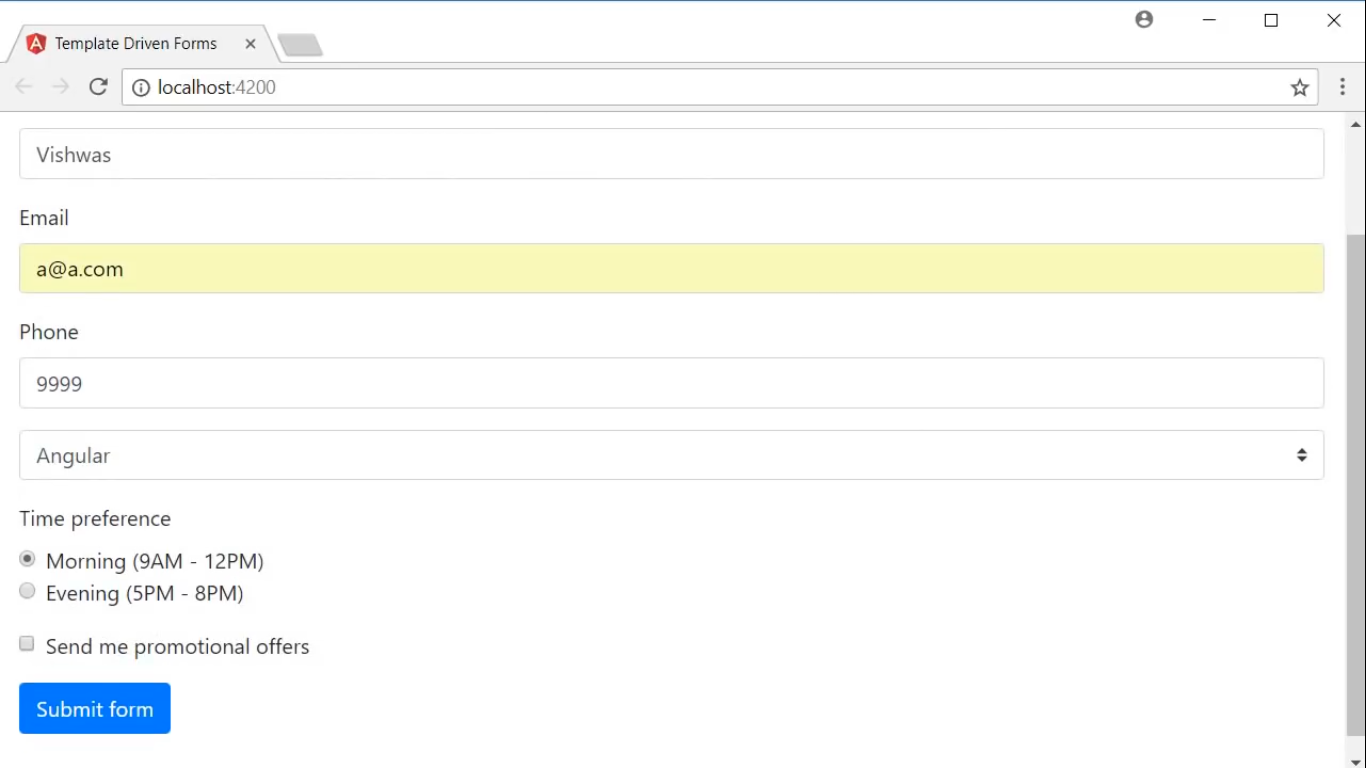 Template Driven Forms
localhost:4200
Vishwas
Email
a@a.com
Phone
9999
Angular
Time preference
Morning (9AM - 12PM)
Evening (5PM - 8PM)
Send me promotional offers
Submit form